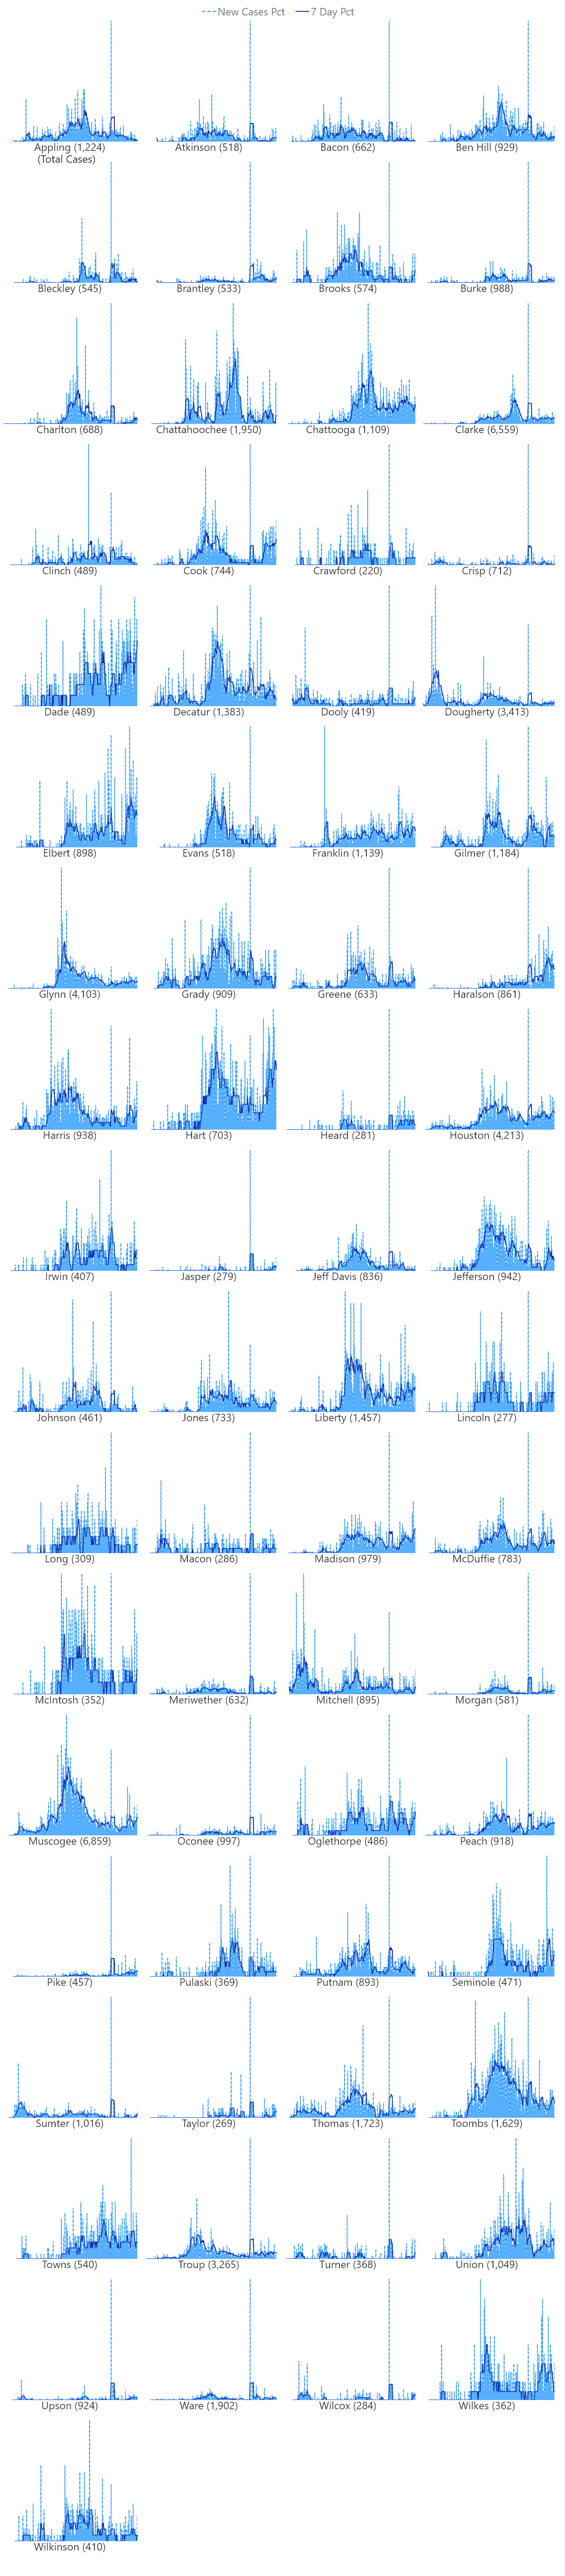 New Cases Pct 7 Day Pct
Appling (1,224)
(Total Cases)
Atkinson (518)
Bacon (662)
Ben Hill (929)
Bleckley (545)
Brantley (533)
Brooks (574)
Burke (988)
Charlton (688)
Chattahoochee (1,950)
Chattooga (1,109)
Clarke (6,559)
Clinch (489)
Cook (744)
Crawford (220)
Crisp (712)
Dade (489)
Decatur (1,383)
Dooly (419)
Dougherty (3,413)
Elbert (898)
Evans (518)
Franklin (1,139)
Gilmer (1,184)
Glynn (4,103)
Grady (909)
Greene (633)
Haralson (861)
Harris (938)
Hart (703)
Heard (281)
Houston (4,213)
Irwin (407)
Jasper (279)
Jeff Davis (836)
Jefferson (942)
Johnson (461)
Jones (733)
Liberty (1,457)
Lincoln (277)
Long (309)
Macon (286)
Madison (979)
McDuffie (783)
McIntosh (352)
Meriwether (632)
Mitchell (895)
Morgan (581)
Muscogee (6,859)
Oconee (997)
Oglethorpe (486)
Peach (918)
Pike (457)
Pulaski (369)
Putnam (893)
Seminole (471)
Sumter (1,016)
Taylor (269)
Thomas (1,723)
Toombs (1,629)
Towns (540)
Troup (3,265)
Turner (368)
Union (1,049)
Upson (924)
Ware (1,902)
Wilcox (284)
Wilkes (362)
Wilkinson (410)